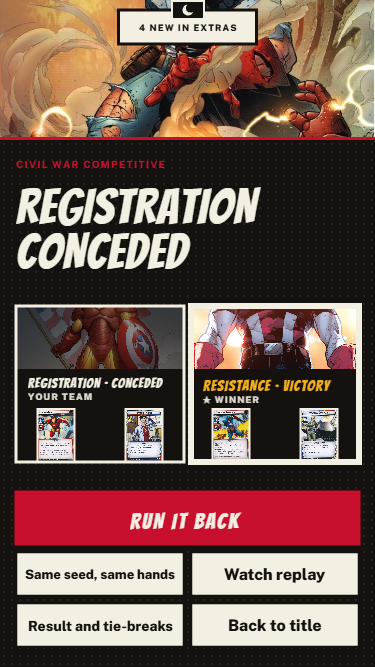 4 NEW IN EXTRAS
CIVIL WAR COMPETITIVE
REGISTRATION
CONCEDED
REGISTRATION - CONCEDED
YOUR TEAM
RESISTANCE - VICTORY
★ WINNER
RUN IT BACK
Same seed, same hands
Watch replay
Result and tie-breaks
Back to title